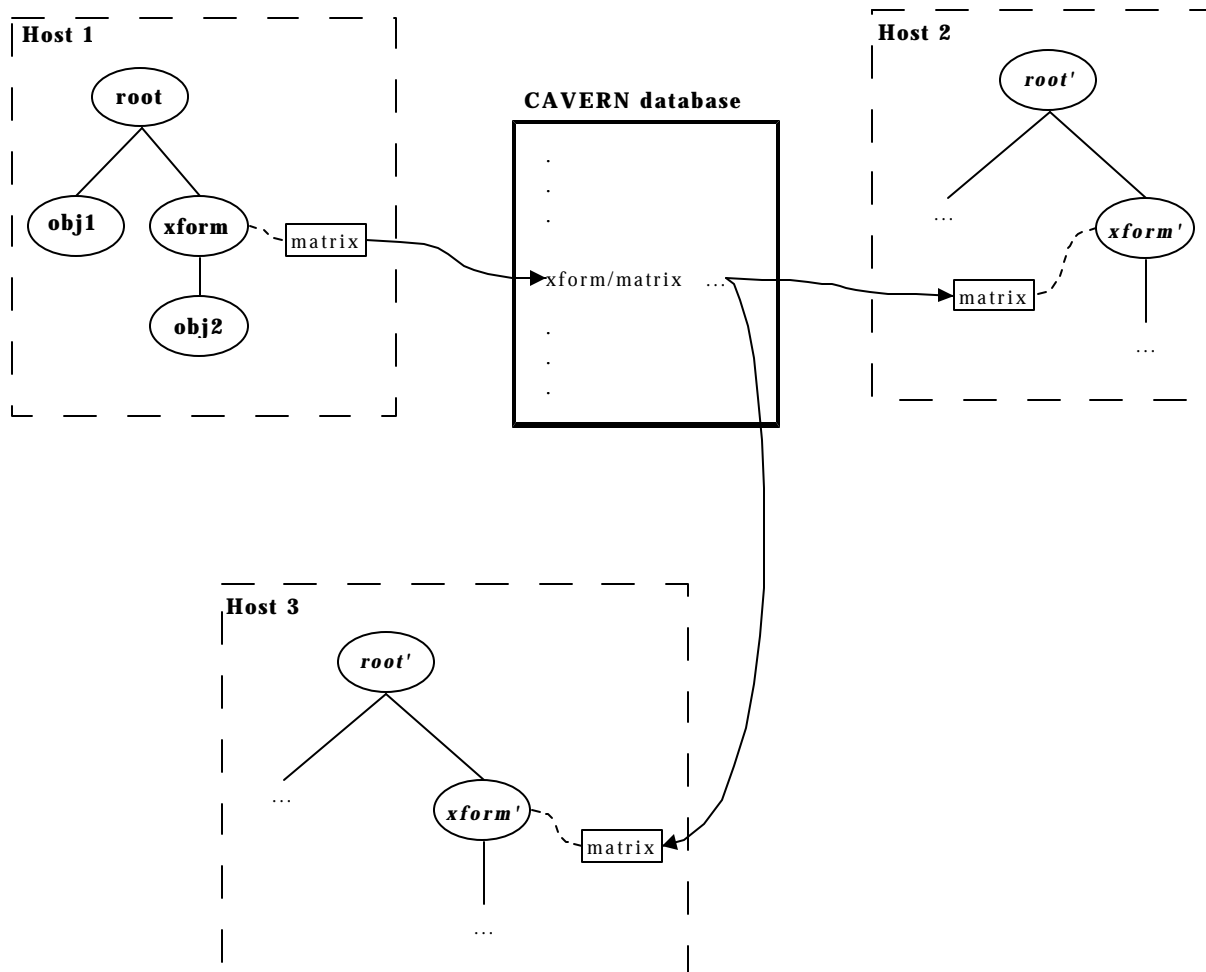 Host 1
root
obj1
xform
matrix
obj2
CAVERN database
.
.
.
xform/matrix ...
.
.
.
Host 2
root'
...
xform'
matrix
...
Host 3
root'
...
xform'
matrix
...